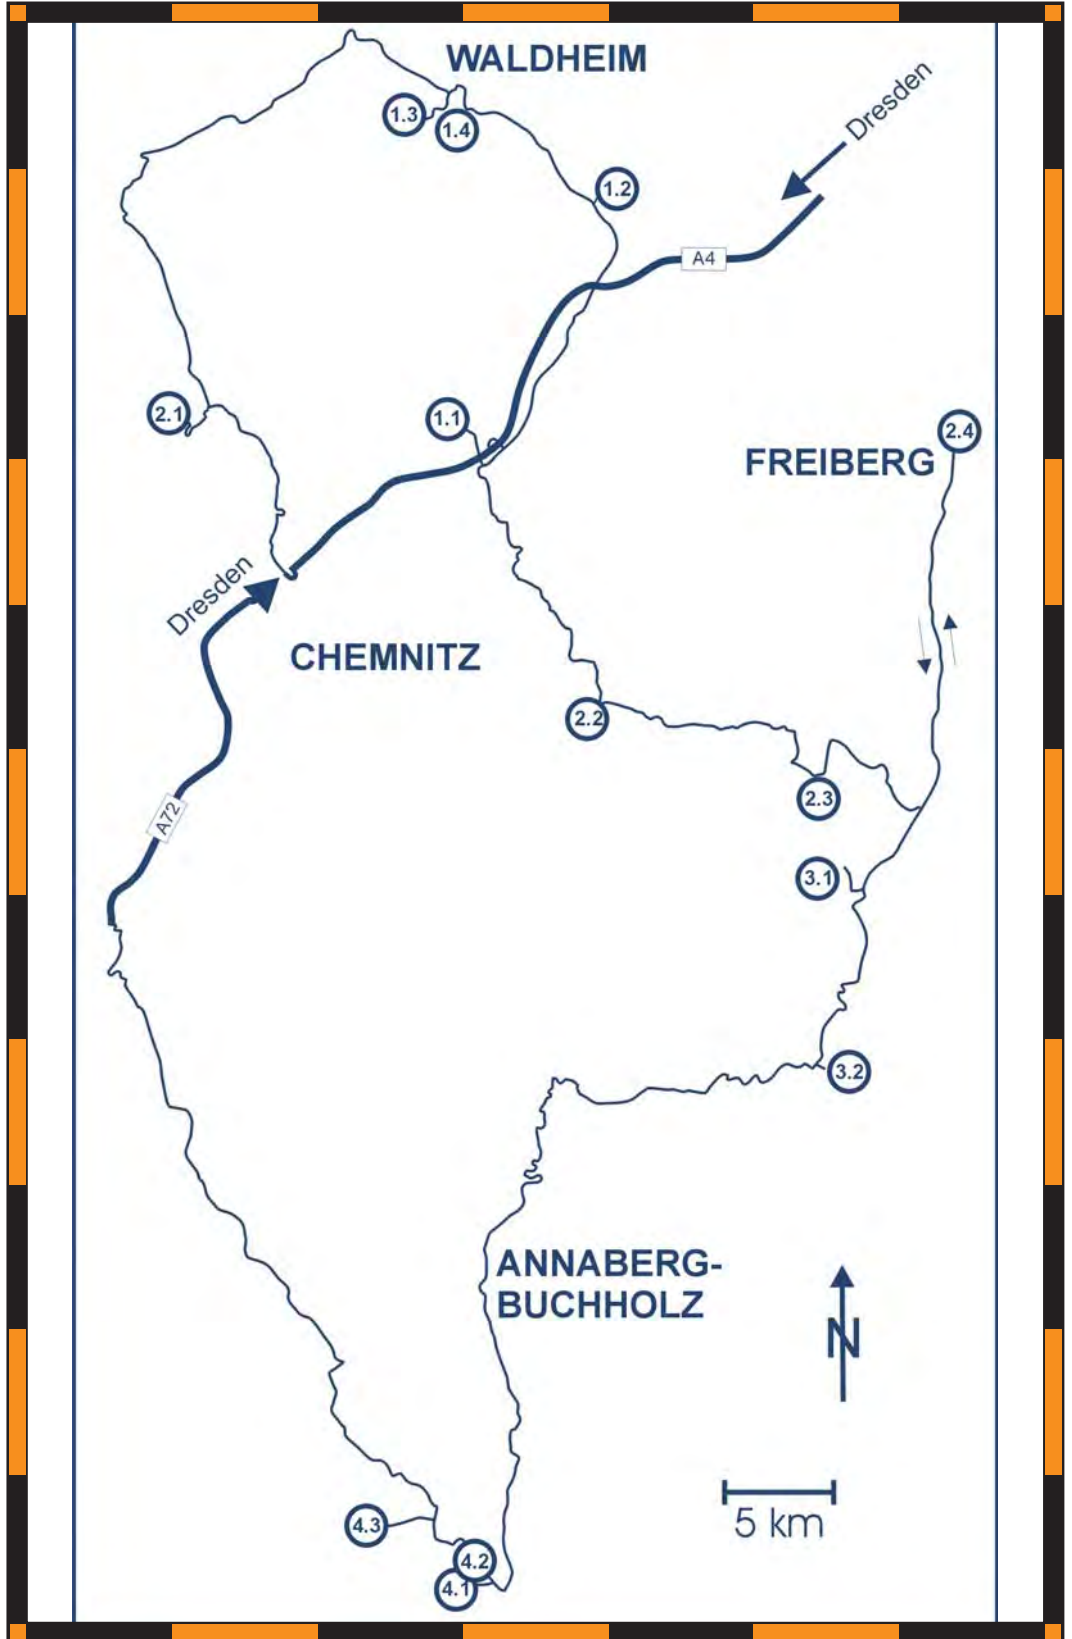 WALDHEIM
Dresden
1.3
1.4
1.2
A4
2.1
1.1
2.4
FREIBERG
Dresden
CHEMNITZ
2.2
2.3
A72
3.1
3.2
ANNABERG-
BUCHHOLZ
N
5 km
4.3
4.2
4.1